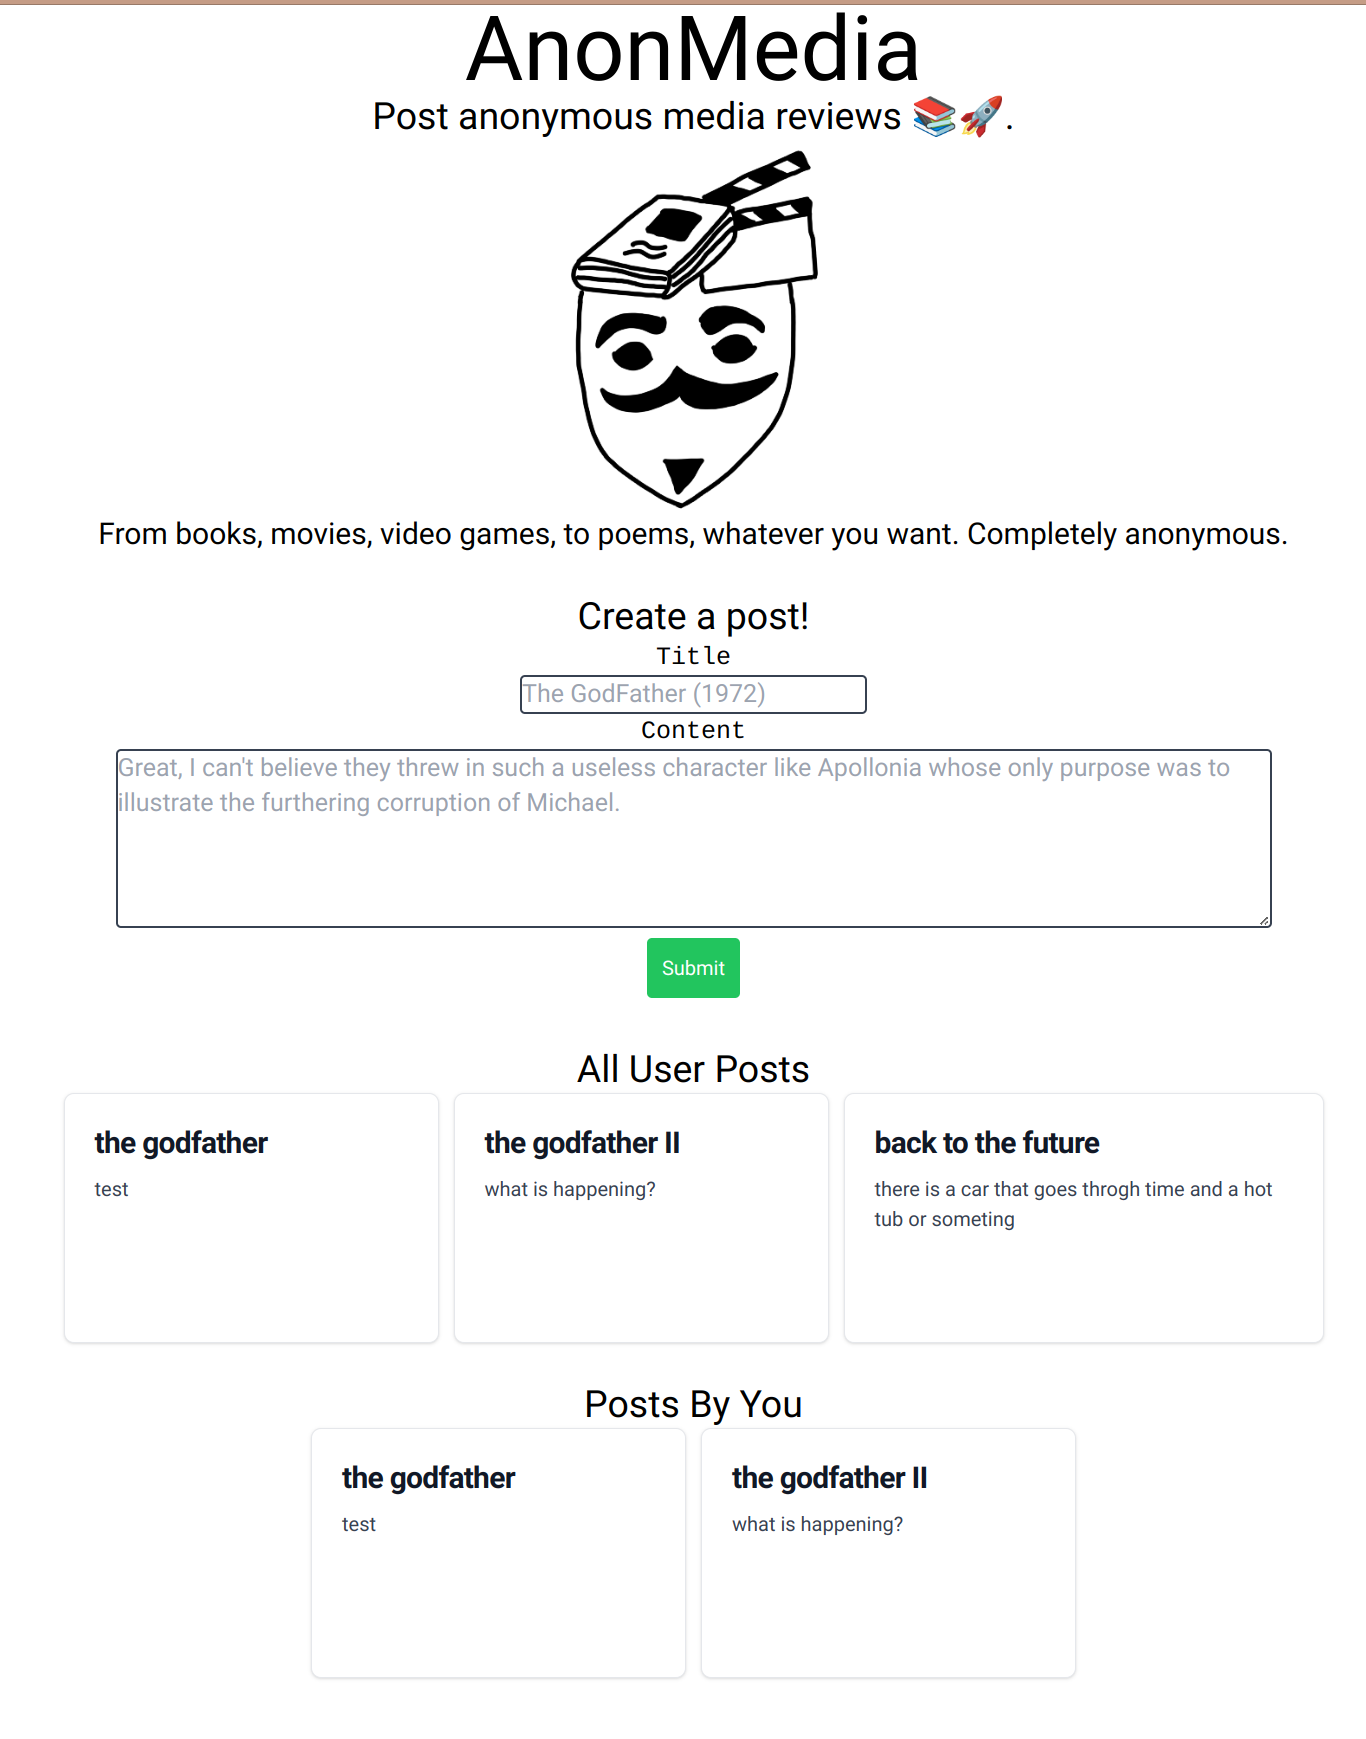 AnonMedia
Post anonymous media reviews 📚🚀.
From books, movies, video games, to poems, whatever you want. Completely anonymous.
Create a post!
Title
The GodFather (1972)
Content
Great, I can't believe they threw in such a useless character like Apollonia whose only purpose was to
illustrate the furthering corruption of Michael.
Submit
All User Posts
the godfather
test
the godfather II
what is happening?
back to the future
there is a car that goes throgh time and a hot
tub or someting
Posts By You
the godfather
test
the godfather II
what is happening?